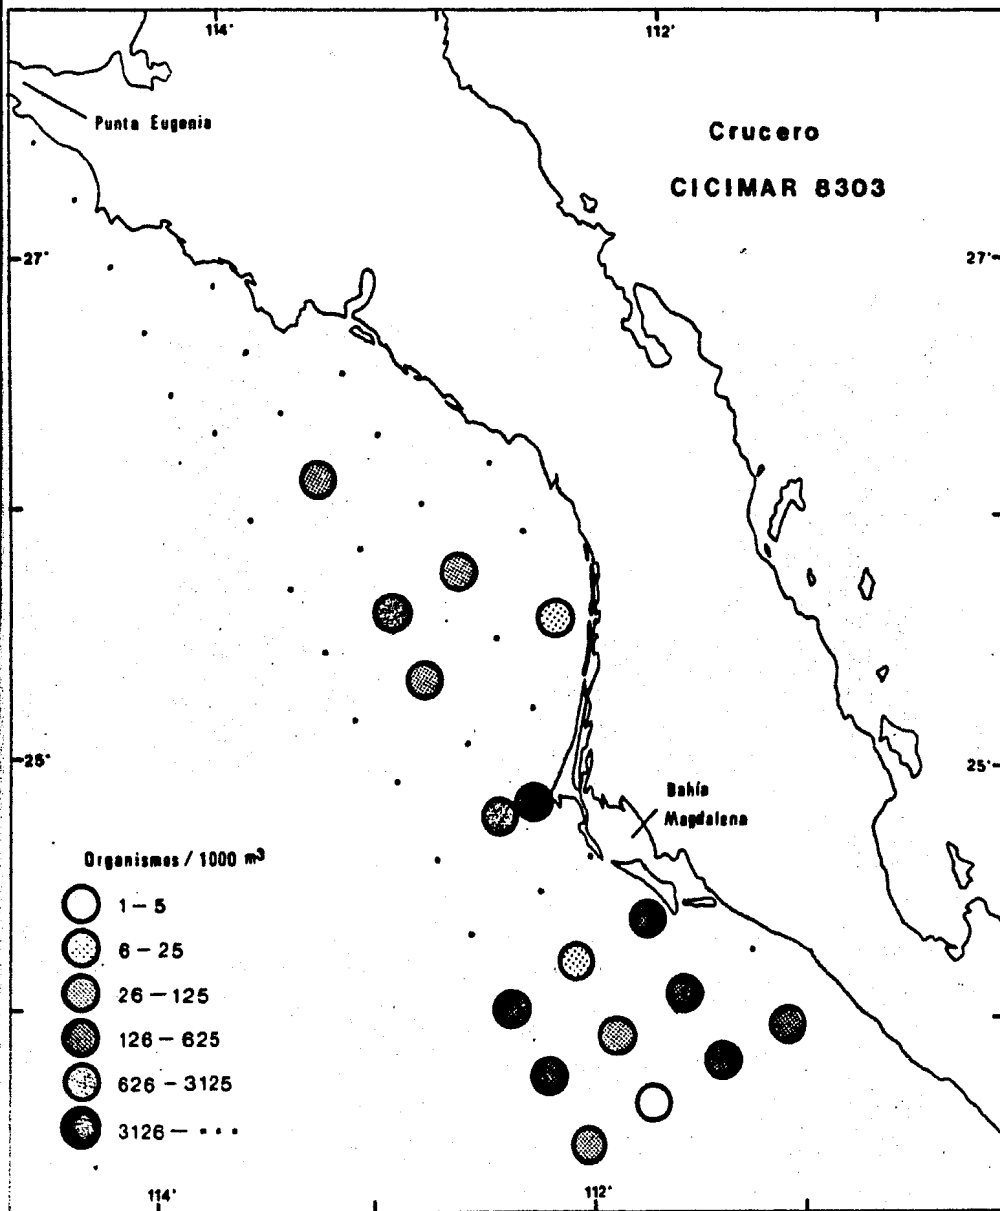 114°
112°
Punta Eugenia
Crucero
CICIMAR 8303
27°
27°
25°
25°
Bahía
Magdalena
Organismos / 1000 m³
1 – 5
6 – 25
26 – 125
126 – 625
626 – 3125
3126 – • • •
114°
112°